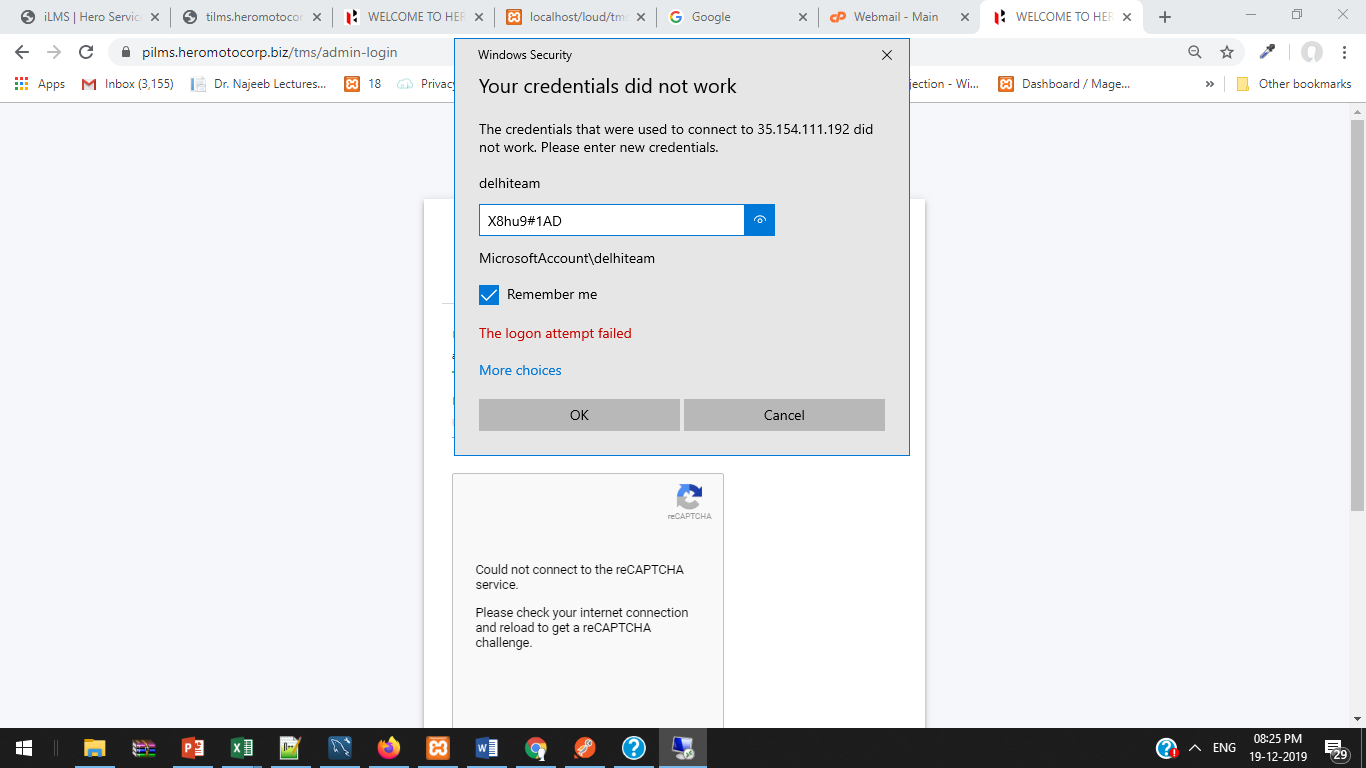 iLMS | Hero Service
tilms.heromotocor
WELCOME TO HER
localhost/loud/tms
Google
Webmail - Main
WELCOME TO HER
pilms.heromotocorp.biz/tms/admin-login
Apps
Inbox (3,155)
Dr. Najeeb Lectures...
18
Privacy
jection - Wi...
Dashboard / Mage...
»
Other bookmarks
Windows Security
Your credentials did not work
The credentials that were used to connect to 35.154.111.192 did
not work. Please enter new credentials.
delhiteam
X8hu9#1AD
MicrosoftAccount\delhiteam
Remember me
The logon attempt failed
More choices
OK
Cancel
reCAPTCHA
Could not connect to the reCAPTCHA
service.
Please check your internet connection
and reload to get a reCAPTCHA
challenge.
ENG
08:25 PM
19-12-2019
29